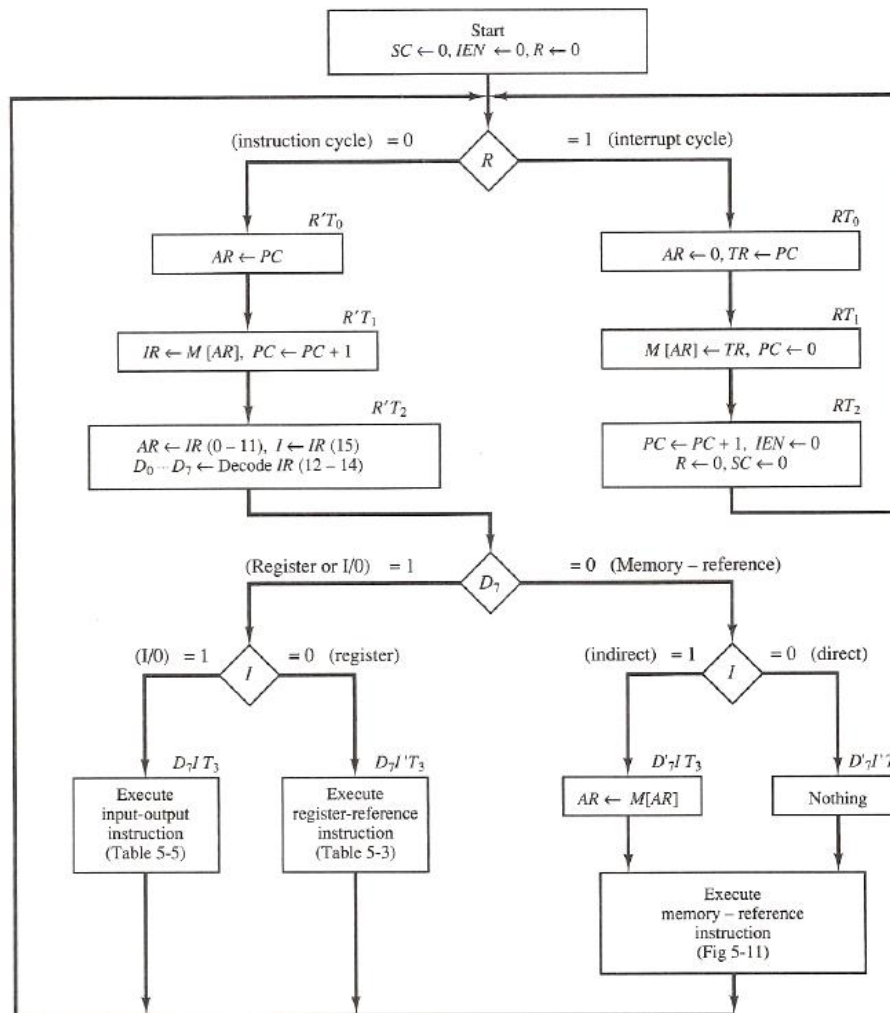 Start
SC ← 0, IEN ← 0, R ← 0
(instruction cycle) = 0
= 1 (interrupt cycle)
R
R'T₀
AR ← PC
RT₀
AR ← 0, TR ← PC
R'T₁
IR ← M [AR], PC ← PC + 1
RT₁
M [AR] ← TR, PC ← 0
R'T₂
AR ← IR (0 – 11), I ← IR (15)
D₀ ··· D₇ ← Decode IR (12 – 14)
RT₂
PC ← PC + 1, IEN ← 0
R ← 0, SC ← 0
(Register or I/0) = 1
= 0 (Memory – reference)
D₇
(I/0) = 1
= 0 (register)
I
(indirect) = 1
= 0 (direct)
I
D₇I T₃
Execute
input-output
instruction
(Table 5-5)
D₇I 'T₃
Execute
register-reference
instruction
(Table 5-3)
D'₇I T₃
AR ← M[AR]
D'₇I' T
Nothing
Execute
memory – reference
instruction
(Fig 5-11)